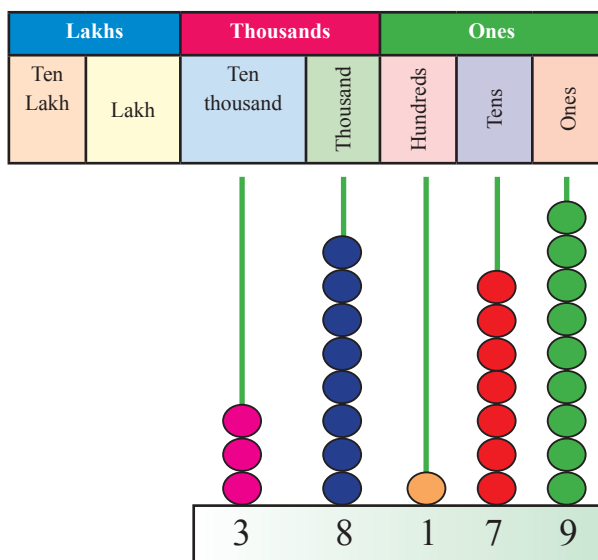 Lakhs Thousands Ones
Ten Lakh Lakh Ten thousand Thousand Hundreds Tens Ones
3 8 1 7 9